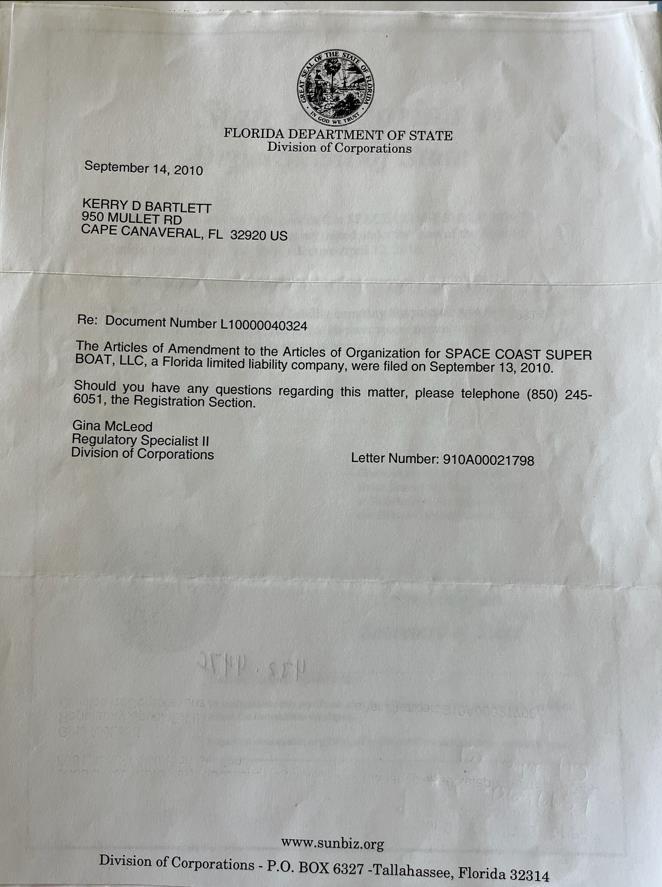 GREAT SEAL OF THE STATE OF FLORIDA
IN GOD WE TRUST
FLORIDA DEPARTMENT OF STATE
Division of Corporations
September 14, 2010
KERRY D BARTLETT
950 MULLET RD
CAPE CANAVERAL, FL  32920 US
Re:  Document Number L10000040324
The Articles of Amendment to the Articles of Organization for SPACE COAST SUPER
BOAT, LLC, a Florida limited liability company, were filed on September 13, 2010.
Should you have any questions regarding this matter, please telephone (850) 245-
6051, the Registration Section.
Gina McLeod
Regulatory Specialist II
Division of Corporations
Letter Number: 910A00021798
www.sunbiz.org
Division of Corporations - P.O. BOX 6327 -Tallahassee, Florida 32314